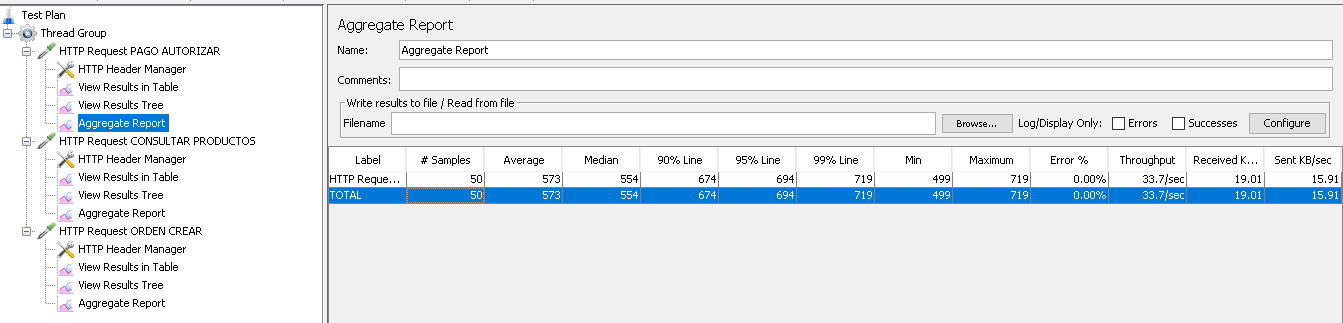 Test Plan
Thread Group
HTTP Request PAGO AUTORIZAR
HTTP Header Manager
View Results in Table
View Results Tree
Aggregate Report
HTTP Request CONSULTAR PRODUCTOS
HTTP Header Manager
View Results in Table
View Results Tree
Aggregate Report
HTTP Request ORDEN CREAR
HTTP Header Manager
View Results in Table
View Results Tree
Aggregate Report
Aggregate Report
Name: Aggregate Report
Comments:
Write results to file / Read from file
Filename Browse... Log/Display Only: Errors Successes Configure
Label # Samples Average Median 90% Line 95% Line 99% Line Min Maximum Error % Throughput Received K... Sent KB/sec
HTTP Reque... 50 573 554 674 694 719 499 719 0.00% 33.7/sec 19.01 15.91
TOTAL 50 573 554 674 694 719 499 719 0.00% 33.7/sec 19.01 15.91